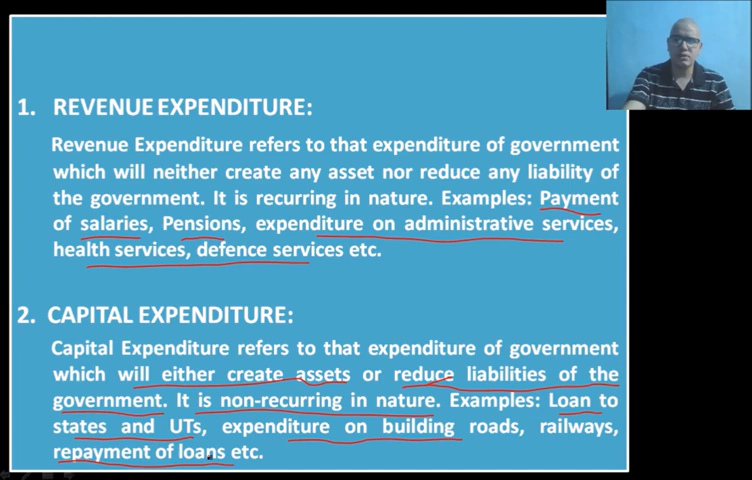 1. REVENUE EXPENDITURE:
Revenue Expenditure refers to that expenditure of government
which will neither create any asset nor reduce any liability of
the government. It is recurring in nature. Examples: Payment
of salaries, Pensions, expenditure on administrative services,
health services, defence services etc.
2. CAPITAL EXPENDITURE:
Capital Expenditure refers to that expenditure of government
which will either create assets or reduce liabilities of the
government. It is non-recurring in nature. Examples: Loan to
states and UTs, expenditure on building roads, railways,
repayment of loans etc.